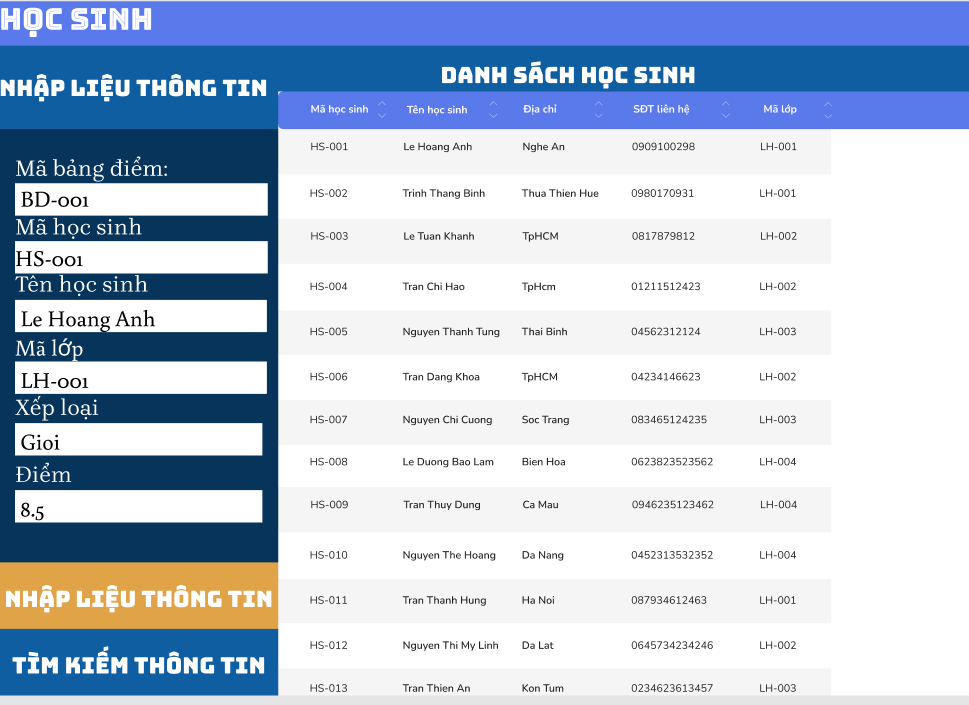 HỌC SINH
NHẬP LIỆU THÔNG TIN
Mã bảng điểm:
BD-001
Mã học sinh
HS-001
Tên học sinh
Le Hoang Anh
Mã lớp
LH-001
Xếp loại
Gioi
Điểm
8.5
NHẬP LIỆU THÔNG TIN
TÌM KIẾM THÔNG TIN
DANH SÁCH HỌC SINH
Mã học sinh Tên học sinh Địa chỉ SĐT liên hệ Mã lớp
HS-001 Le Hoang Anh Nghe An 0909100298 LH-001
HS-002 Trinh Thang Binh Thua Thien Hue 0980170931 LH-001
HS-003 Le Tuan Khanh TpHCM 0817879812 LH-002
HS-004 Tran Chi Hao TpHcm 01211512423 LH-002
HS-005 Nguyen Thanh Tung Thai Binh 04562312124 LH-003
HS-006 Tran Dang Khoa TpHCM 04234146623 LH-002
HS-007 Nguyen Chi Cuong Soc Trang 083465124235 LH-003
HS-008 Le Duong Bao Lam Bien Hoa 0623823523562 LH-004
HS-009 Tran Thuy Dung Ca Mau 0946235123462 LH-004
HS-010 Nguyen The Hoang Da Nang 0452313532352 LH-004
HS-011 Tran Thanh Hung Ha Noi 087934612463 LH-001
HS-012 Nguyen Thi My Linh Da Lat 0645734234246 LH-002
HS-013 Tran Thien An Kon Tum 0234623613457 LH-003